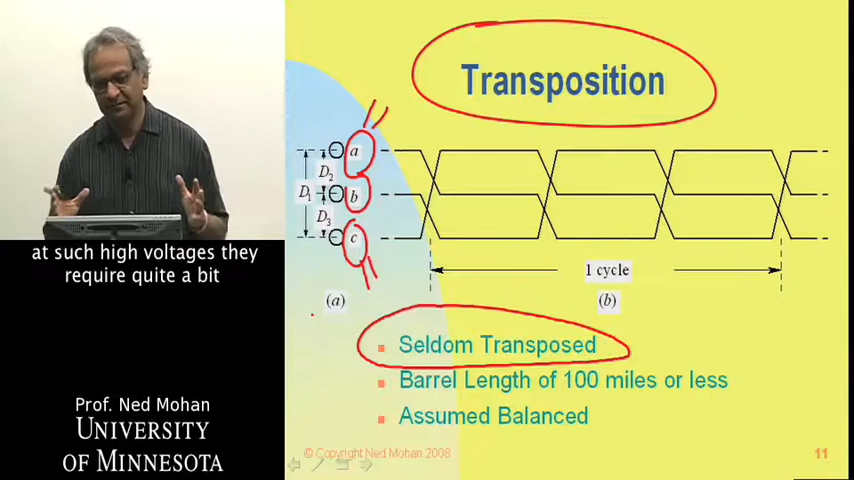 at such high voltages they
require quite a bit
Prof. Ned Mohan
UNIVERSITY
OF MINNESOTA
Transposition
a
D2
D1
b
D3
c
1 cycle
(a)
(b)
Seldom Transposed
Barrel Length of 100 miles or less
Assumed Balanced
© Copyright Ned Mohan 2008
11